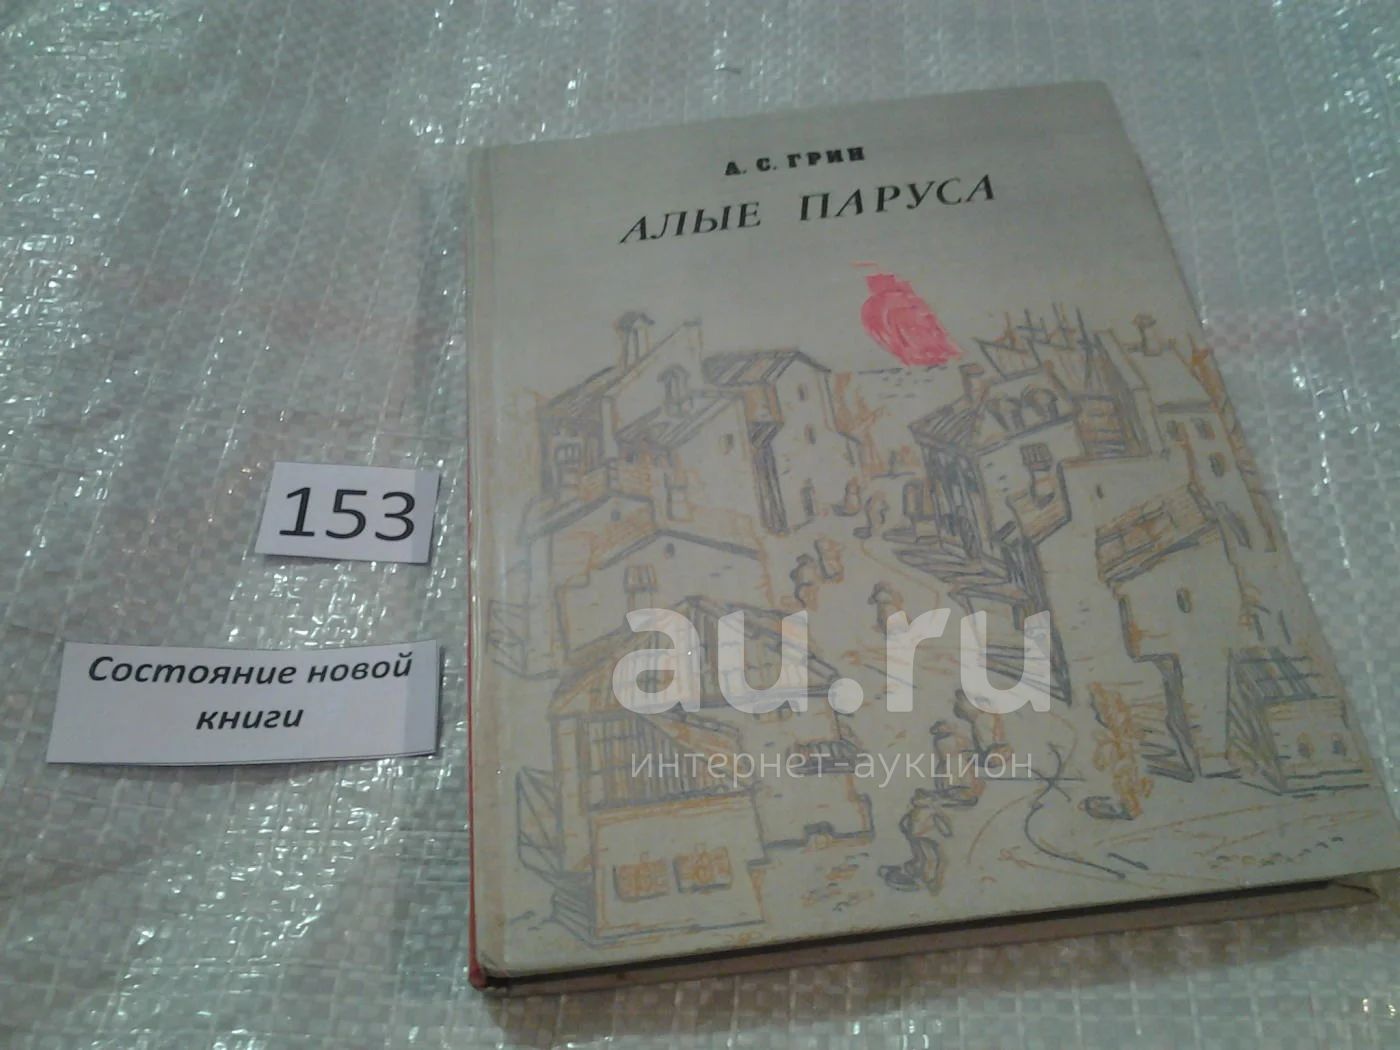 А. С. ГРИН
АЛЫЕ ПАРУСА
153
Состояние новой
книги
au.ru
интернет-аукцион